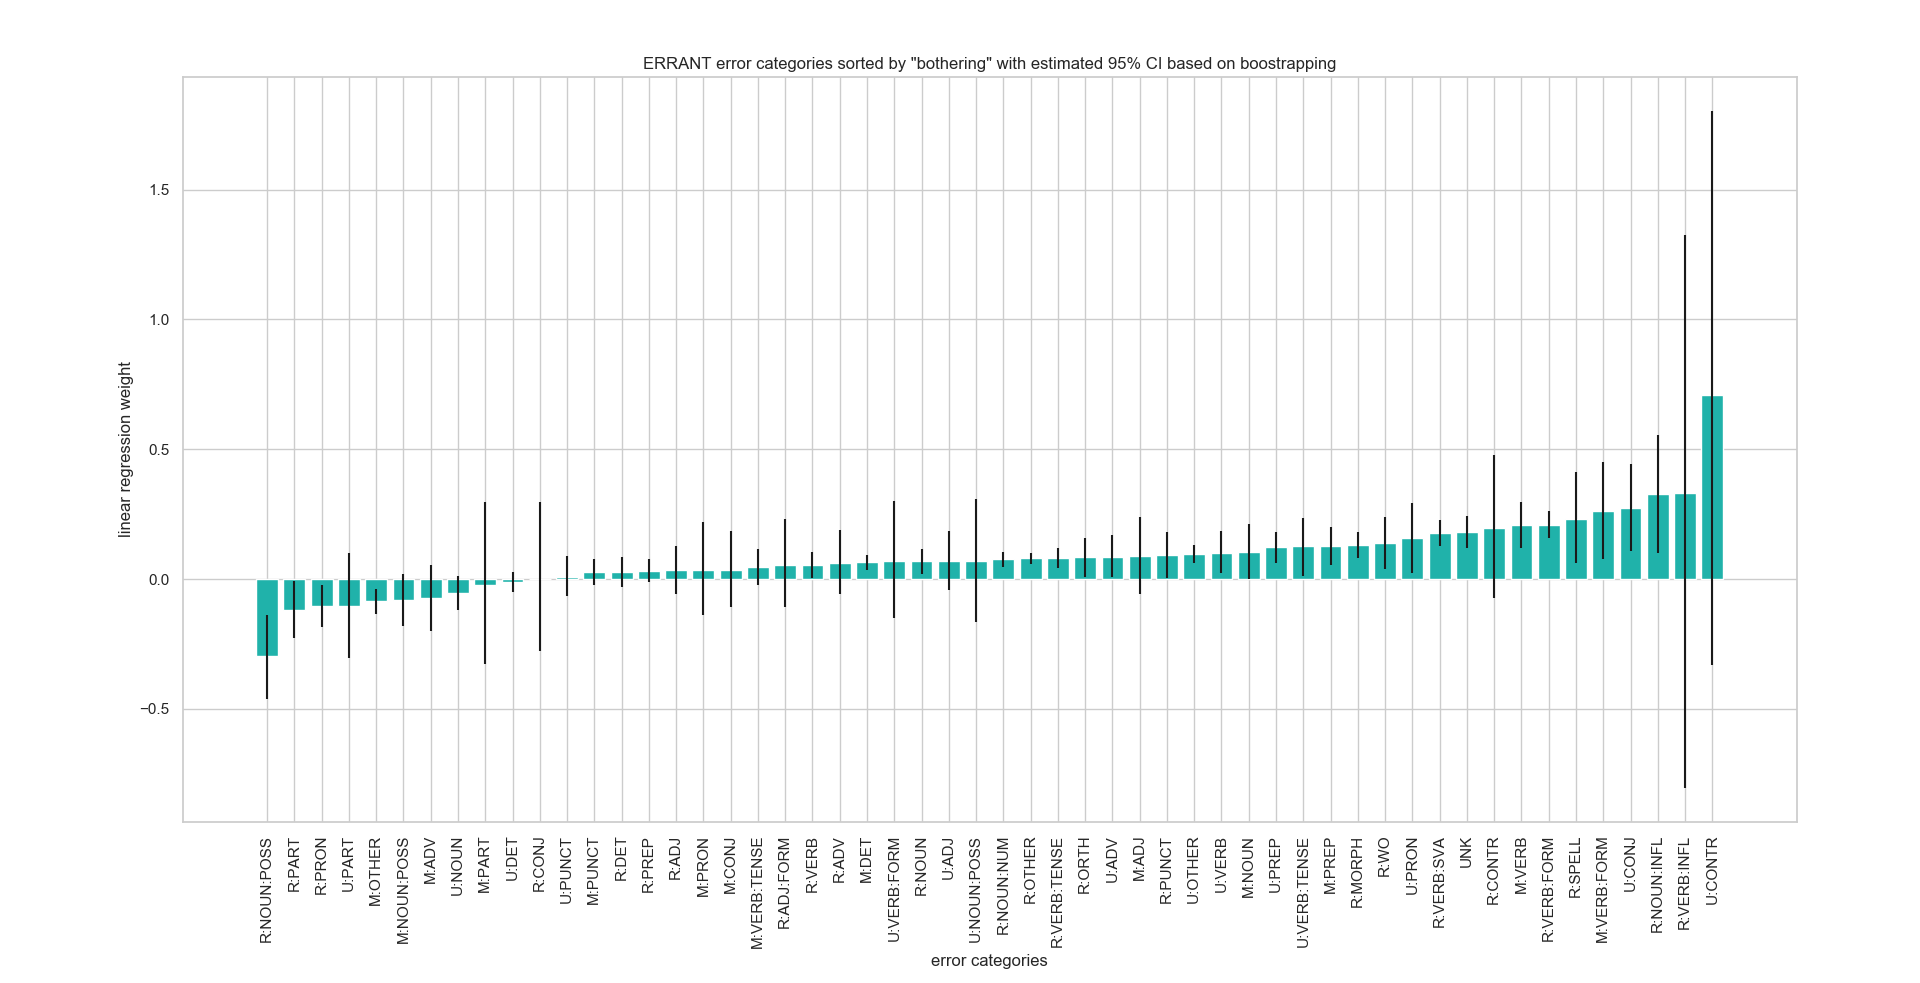 ERRANT error categories sorted by "bothering" with estimated 95% CI based on boostrapping
linear regression weight
1.5
1.0
0.5
0.0
−0.5
R:NOUN:POSS
R:PART
R:PRON
U:PART
M:OTHER
M:NOUN:POSS
M:ADV
U:NOUN
M:PART
U:DET
R:CONJ
U:PUNCT
M:PUNCT
R:DET
R:PREP
R:ADJ
M:PRON
M:CONJ
M:VERB:TENSE
R:ADJ:FORM
R:VERB
R:ADV
M:DET
U:VERB:FORM
R:NOUN
U:ADJ
U:NOUN:POSS
R:NOUN:NUM
R:OTHER
R:VERB:TENSE
R:ORTH
U:ADV
M:ADJ
R:PUNCT
U:OTHER
U:VERB
M:NOUN
U:PREP
U:VERB:TENSE
M:PREP
R:MORPH
R:WO
U:PRON
R:VERB:SVA
UNK
R:CONTR
M:VERB
R:VERB:FORM
R:SPELL
M:VERB:FORM
U:CONJ
R:NOUN:INFL
R:VERB:INFL
U:CONTR
error categories